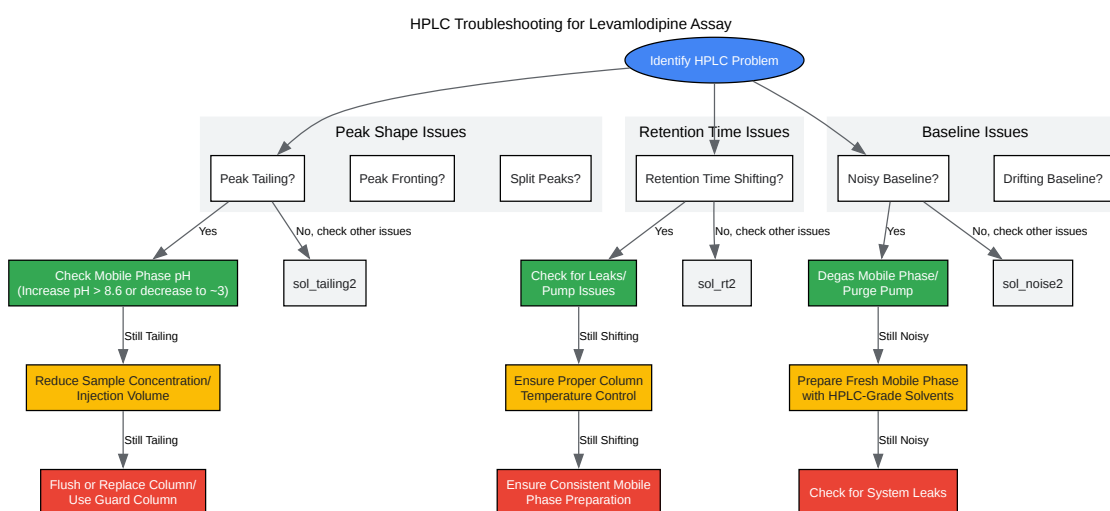 HPLC Troubleshooting for Levamlodipine Assay
Identify HPLC Problem
Peak Shape Issues
Retention Time Issues
Baseline Issues
Peak Tailing?
Peak Fronting?
Split Peaks?
Retention Time Shifting?
Noisy Baseline?
Drifting Baseline?
Yes
No, check other issues
Yes
No, check other issues
Yes
No, check other issues
Check Mobile Phase pH
(Increase pH > 8.6 or decrease to ~3)
sol_tailing2
Check for Leaks/
Pump Issues
sol_rt2
Degas Mobile Phase/
Purge Pump
sol_noise2
Still Tailing
Still Shifting
Still Noisy
Reduce Sample Concentration/
Injection Volume
Ensure Proper Column
Temperature Control
Prepare Fresh Mobile Phase
with HPLC-Grade Solvents
Still Tailing
Still Shifting
Still Noisy
Flush or Replace Column/
Use Guard Column
Ensure Consistent Mobile
Phase Preparation
Check for System Leaks